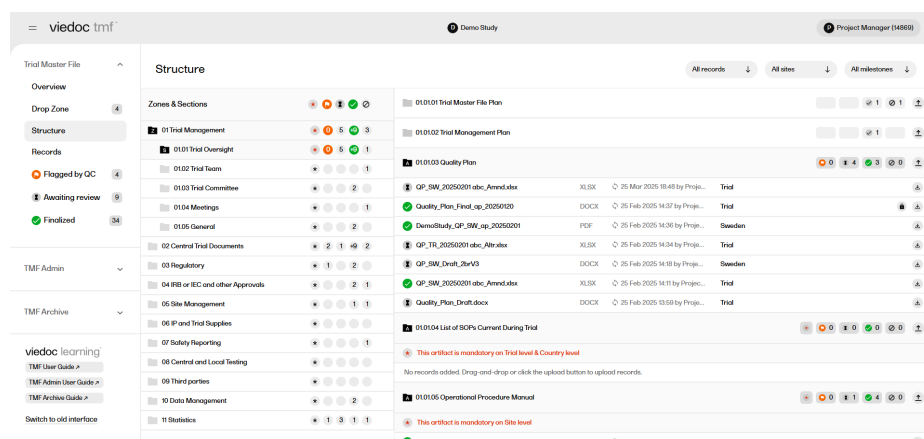 viedoc tmf
D Demo Study
P Project Manager (14869)
Trial Master File
Overview
Drop Zone 4
Structure
Records
Flagged by QC 4
Awaiting review 9
Finalized 34
TMF Admin
TMF Archive
viedoc learning
TMF User Guide ↗
TMF Admin User Guide ↗
TMF Archive Guide ↗
Switch to old interface
Structure
All records ↓ All sites ↓ All milestones ↓
Zones & Sections
Z 01 Trial Management 0 5 +9 3
S 01.01 Trial Oversight 0 5 +9 1
01.02 Trial Team 1
01.03 Trial Committee 2
01.04 Meetings 1
01.05 General 2
02 Central Trial Documents 2 1 +9 2
03 Regulatory 1 2
04 IRB or IEC and other Approvals 2 1
05 Site Management 1 1
06 IP and Trial Supplies
07 Safety Reporting 1
08 Central and Local Testing
09 Third parties
10 Data Management 2
11 Statistics 1 3 1 1
01.01.01 Trial Master File Plan 1 1
01.01.02 Trial Management Plan 1
A 01.01.03 Quality Plan 0 4 3 0
QP_SW_20250201 abc_Amnd.xlsx XLSX 25 Mar 2025 18:48 by Proje... Trial
Quality_Plan_Final_ap_20250120 DOCX 25 Feb 2025 14:37 by Proje... Trial
DemoStudy_QP_SW_ap_20250201 PDF 25 Feb 2025 14:36 by Proje... Sweden
QP_TR_20250201 abc_Altr.xlsx XLSX 25 Feb 2025 14:34 by Proje... Trial
QP_SW_Draft_2brV3 DOCX 25 Feb 2025 14:18 by Proje... Sweden
QP_SW_20250201 abc_Amnd.xlsx XLSX 25 Feb 2025 14:11 by Projec... Trial
Quality_Plan_Draft.docx DOCX 25 Feb 2025 13:59 by Proje... Trial
A 01.01.04 List of SOPs Current During Trial 0 0 0 0
This artifact is mandatory on Trial level & Country level
No records added. Drag-and-drop or click the upload button to upload records.
A 01.01.05 Operational Procedure Manual 0 1 4 0
This artifact is mandatory on Site level